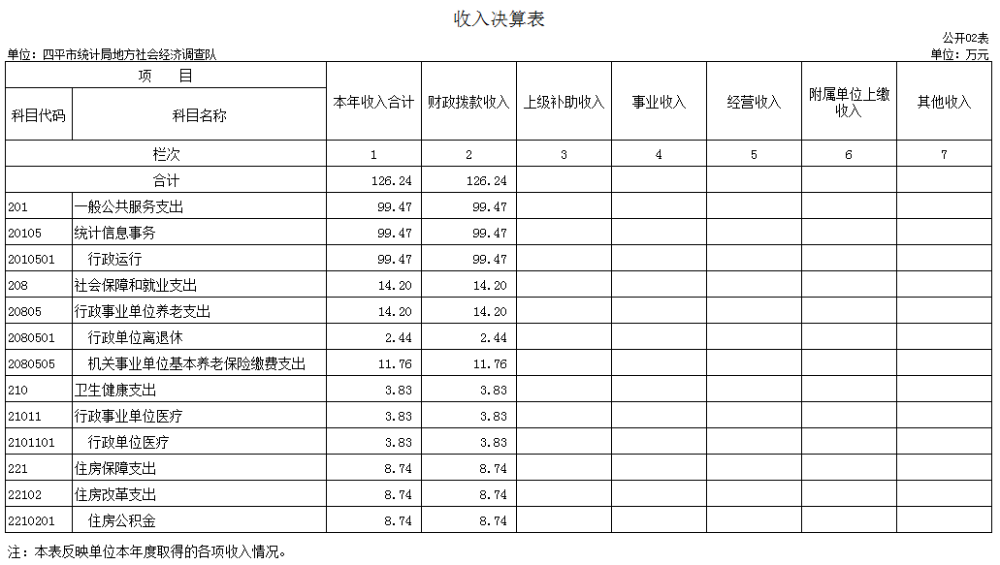 收入决算表
公开02表
单位：四平市统计局地方社会经济调查队 单位：万元
项 目 本年收入合计 财政拨款收入 上级补助收入 事业收入 经营收入 附属单位上缴收入 其他收入
科目代码 科目名称
栏次 1 2 3 4 5 6 7
合计 126.24 126.24
201 一般公共服务支出 99.47 99.47
20105 统计信息事务 99.47 99.47
2010501 行政运行 99.47 99.47
208 社会保障和就业支出 14.20 14.20
20805 行政事业单位养老支出 14.20 14.20
2080501 行政单位离退休 2.44 2.44
2080505 机关事业单位基本养老保险缴费支出 11.76 11.76
210 卫生健康支出 3.83 3.83
21011 行政事业单位医疗 3.83 3.83
2101101 行政单位医疗 3.83 3.83
221 住房保障支出 8.74 8.74
22102 住房改革支出 8.74 8.74
2210201 住房公积金 8.74 8.74
注：本表反映单位本年度取得的各项收入情况。